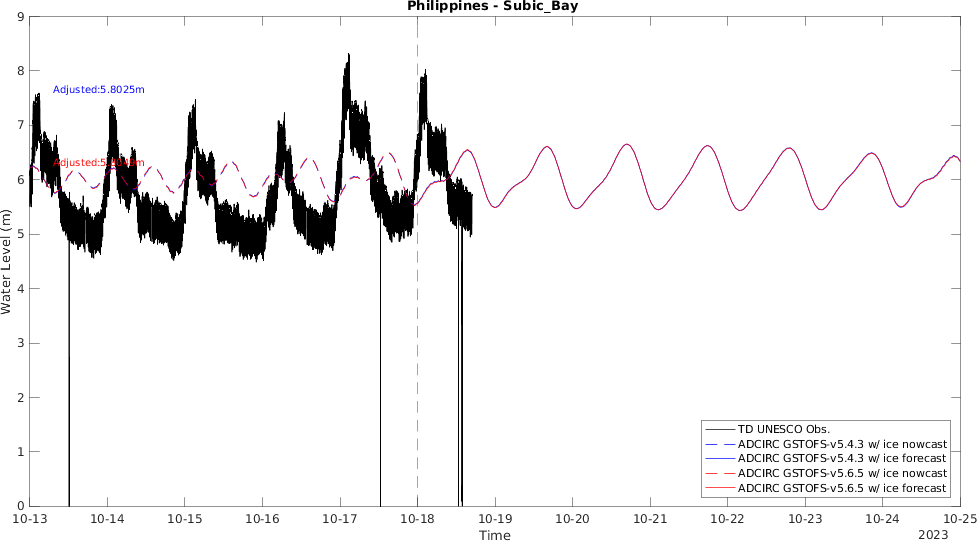 Philippines - Subic_Bay
9
8
7
6
5
4
3
2
1
0
Water Level (m)
Adjusted:5.8025m
10-13
10-14
10-15
10-16
10-17
10-18
10-19
10-20
10-21
10-22
10-23
10-24
10-25
Time
2023
TD UNESCO Obs.
ADCIRC GSTOFS-v5.4.3 w/ ice nowcast
ADCIRC GSTOFS-v5.4.3 w/ ice forecast
ADCIRC GSTOFS-v5.6.5 w/ ice nowcast
ADCIRC GSTOFS-v5.6.5 w/ ice forecast